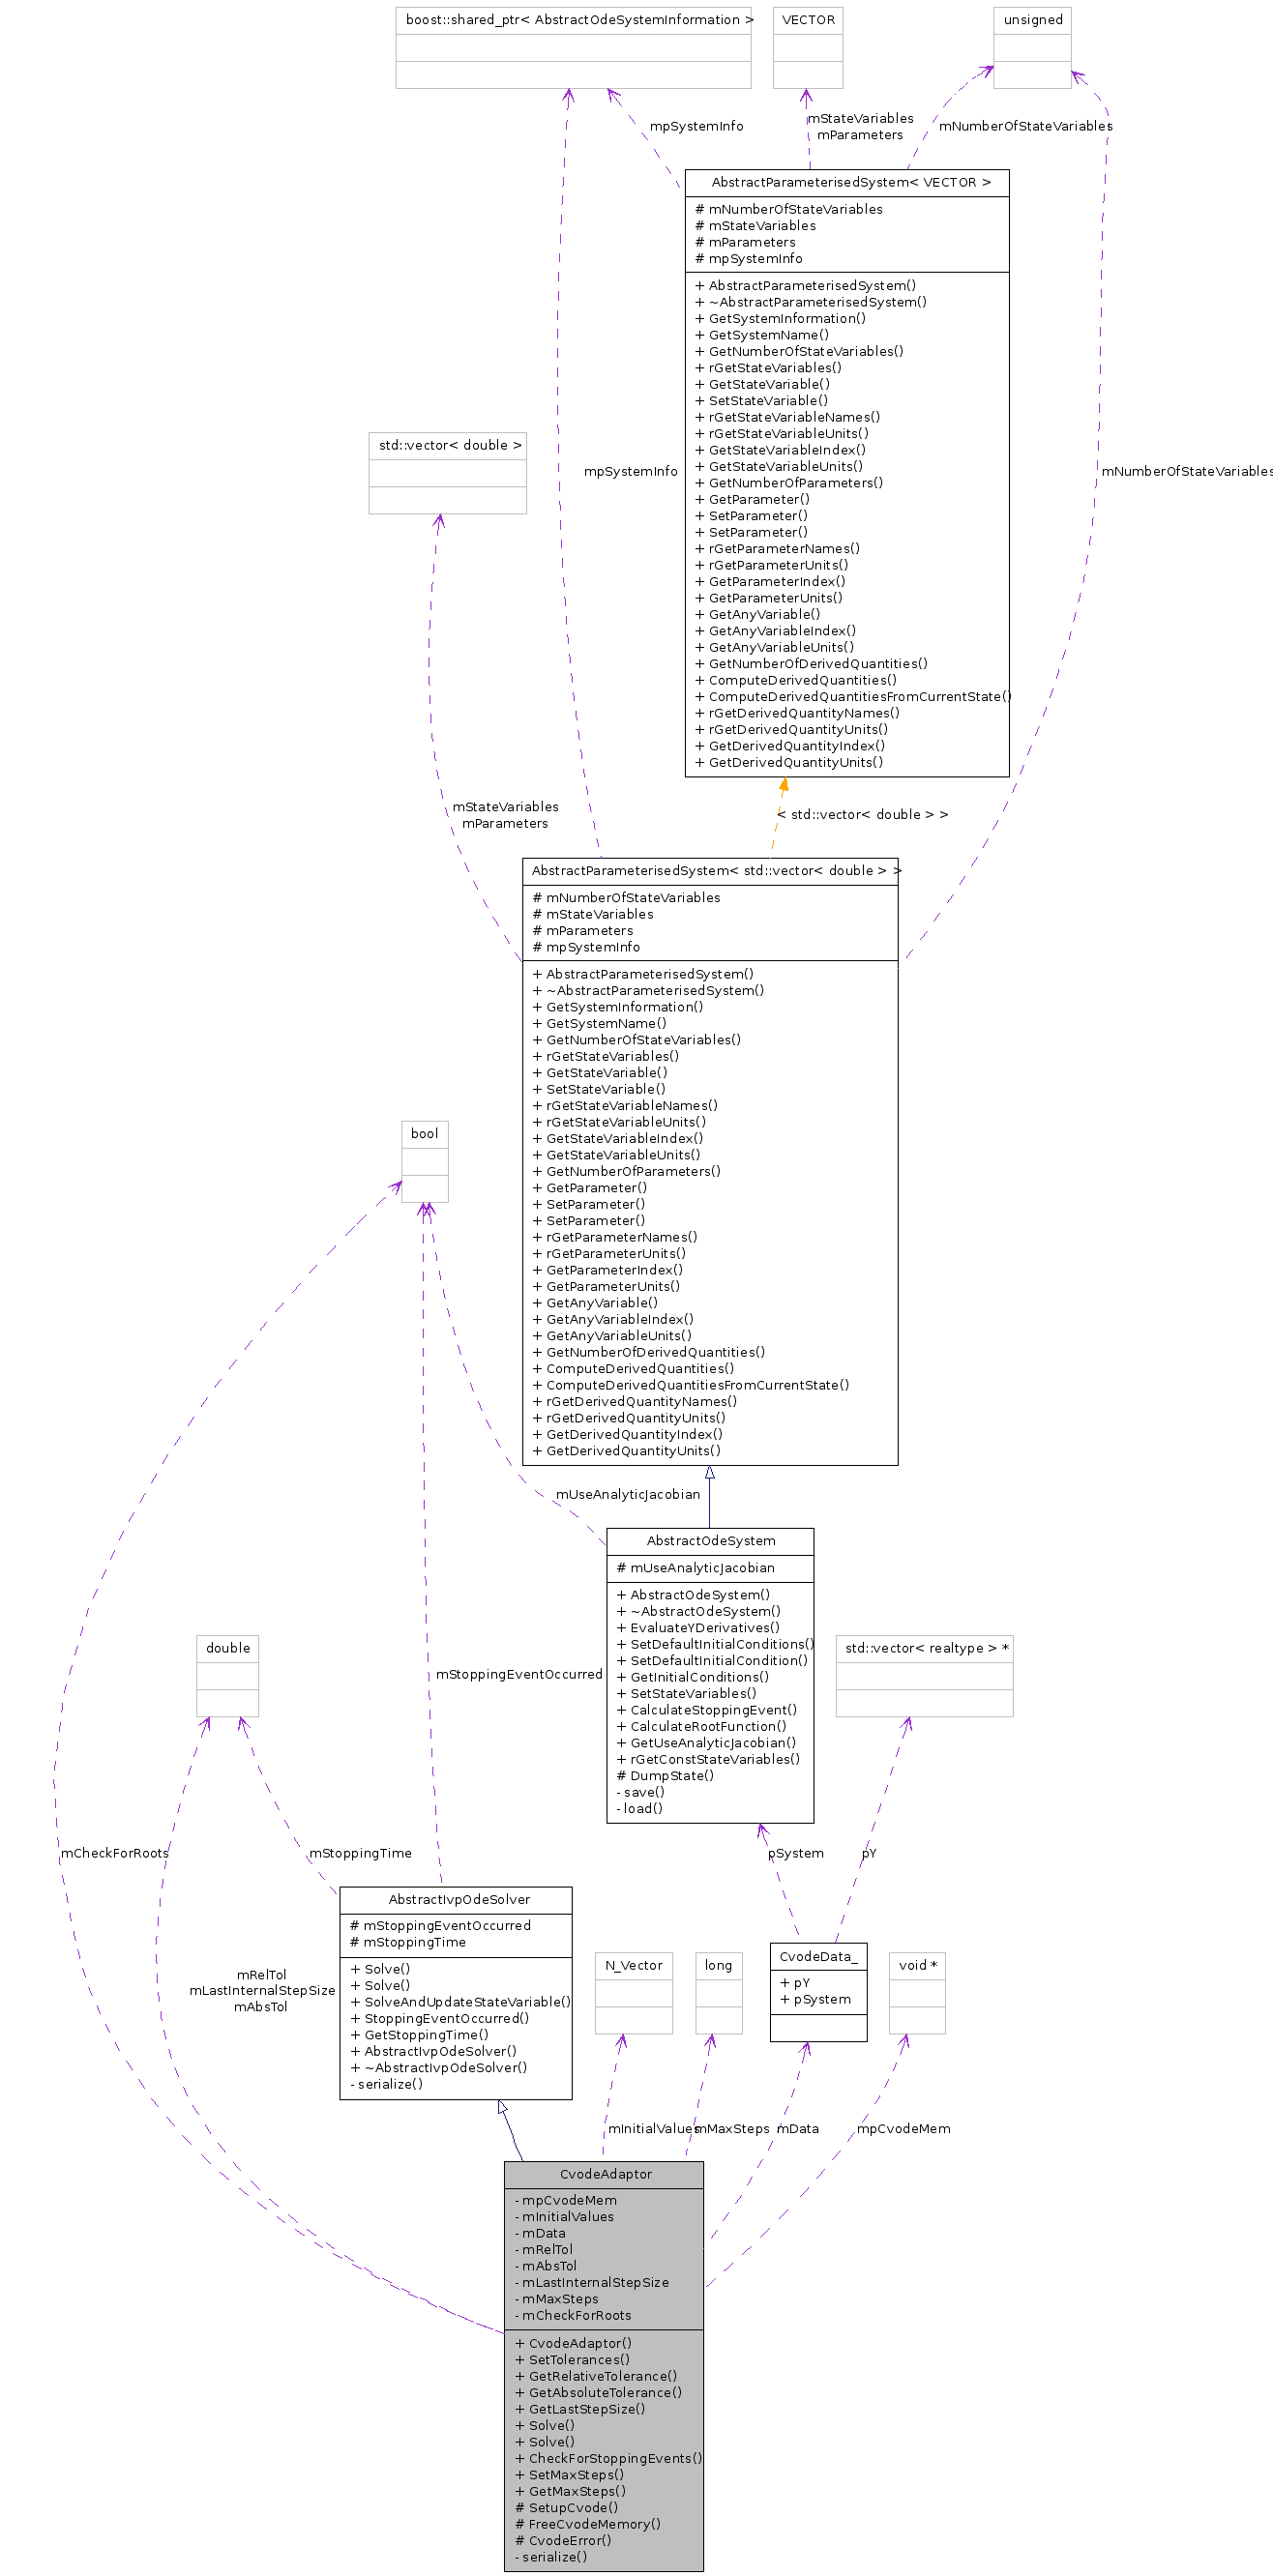 boost::shared_ptr< AbstractOdeSystemInformation >
VECTOR
unsigned
mpSystemInfo
mStateVariables
mParameters
mNumberOfStateVariables
AbstractParameterisedSystem< VECTOR >
# mNumberOfStateVariables
# mStateVariables
# mParameters
# mpSystemInfo
+ AbstractParameterisedSystem()
+ ~AbstractParameterisedSystem()
+ GetSystemInformation()
+ GetSystemName()
+ GetNumberOfStateVariables()
+ rGetStateVariables()
+ GetStateVariable()
+ SetStateVariable()
+ rGetStateVariableNames()
+ rGetStateVariableUnits()
+ GetStateVariableIndex()
+ GetStateVariableUnits()
+ GetNumberOfParameters()
+ GetParameter()
+ SetParameter()
+ SetParameter()
+ rGetParameterNames()
+ rGetParameterUnits()
+ GetParameterIndex()
+ GetParameterUnits()
+ GetAnyVariable()
+ GetAnyVariableIndex()
+ GetAnyVariableUnits()
+ GetNumberOfDerivedQuantities()
+ ComputeDerivedQuantities()
+ ComputeDerivedQuantitiesFromCurrentState()
+ rGetDerivedQuantityNames()
+ rGetDerivedQuantityUnits()
+ GetDerivedQuantityIndex()
+ GetDerivedQuantityUnits()
std::vector< double >
mpSystemInfo
mNumberOfStateVariables
mStateVariables
mParameters
< std::vector< double > >
AbstractParameterisedSystem< std::vector< double > >
# mNumberOfStateVariables
# mStateVariables
# mParameters
# mpSystemInfo
+ AbstractParameterisedSystem()
+ ~AbstractParameterisedSystem()
+ GetSystemInformation()
+ GetSystemName()
+ GetNumberOfStateVariables()
+ rGetStateVariables()
+ GetStateVariable()
+ SetStateVariable()
+ rGetStateVariableNames()
+ rGetStateVariableUnits()
+ GetStateVariableIndex()
+ GetStateVariableUnits()
+ GetNumberOfParameters()
+ GetParameter()
+ SetParameter()
+ SetParameter()
+ rGetParameterNames()
+ rGetParameterUnits()
+ GetParameterIndex()
+ GetParameterUnits()
+ GetAnyVariable()
+ GetAnyVariableIndex()
+ GetAnyVariableUnits()
+ GetNumberOfDerivedQuantities()
+ ComputeDerivedQuantities()
+ ComputeDerivedQuantitiesFromCurrentState()
+ rGetDerivedQuantityNames()
+ rGetDerivedQuantityUnits()
+ GetDerivedQuantityIndex()
+ GetDerivedQuantityUnits()
bool
mUseAnalyticJacobian
AbstractOdeSystem
# mUseAnalyticJacobian
+ AbstractOdeSystem()
+ ~AbstractOdeSystem()
+ EvaluateYDerivatives()
+ SetDefaultInitialConditions()
+ SetDefaultInitialCondition()
+ GetInitialConditions()
+ SetStateVariables()
+ CalculateStoppingEvent()
+ CalculateRootFunction()
+ GetUseAnalyticJacobian()
+ rGetConstStateVariables()
# DumpState()
- save()
- load()
double
std::vector< realtype > *
mStoppingEventOccurred
mCheckForRoots
mStoppingTime
pSystem
pY
AbstractIvpOdeSolver
# mStoppingEventOccurred
# mStoppingTime
+ Solve()
+ Solve()
+ SolveAndUpdateStateVariable()
+ StoppingEventOccurred()
+ GetStoppingTime()
+ AbstractIvpOdeSolver()
+ ~AbstractIvpOdeSolver()
- serialize()
mRelTol
mLastInternalStepSize
mAbsTol
N_Vector
long
CvodeData_
+ pY
+ pSystem
void *
mInitialValues
mMaxSteps
mData
mpCvodeMem
CvodeAdaptor
- mpCvodeMem
- mInitialValues
- mData
- mRelTol
- mAbsTol
- mLastInternalStepSize
- mMaxSteps
- mCheckForRoots
+ CvodeAdaptor()
+ SetTolerances()
+ GetRelativeTolerance()
+ GetAbsoluteTolerance()
+ GetLastStepSize()
+ Solve()
+ Solve()
+ CheckForStoppingEvents()
+ SetMaxSteps()
+ GetMaxSteps()
# SetupCvode()
# FreeCvodeMemory()
# CvodeError()
- serialize()